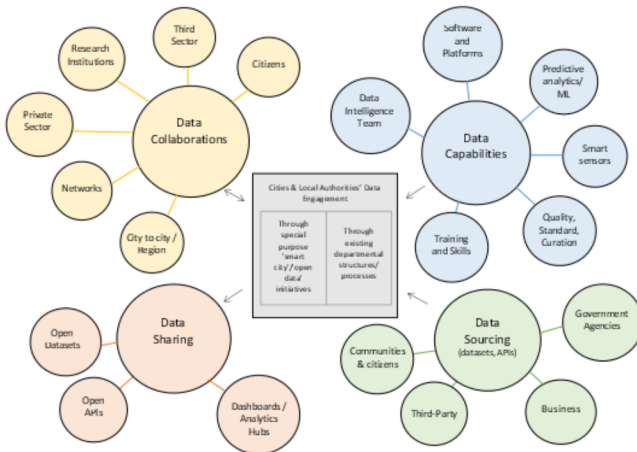 Third
Sector
Research
Institutions
Citizens
Private
Sector
Data
Collaborations
Networks
City to city /
Region
Software
and
Platforms
Predictive
analytics/
ML
Data
Intelligence
Team
Data
Capabilities
Smart
sensors
Training
and Skills
Quality,
Standard,
Curation
Cities & Local Authorities' Data
Engagement
Through
special
purpose
'smart
city'/open
data'
initiatives
Through
existing
departmental
structures/
processes
Data
Sharing
Open
Datasets
Open
APIs
Dashboards /
Analytics
Hubs
Data
Sourcing
(datasets, APIs)
Government
Agencies
Communities
& citizens
Third-Party
Business